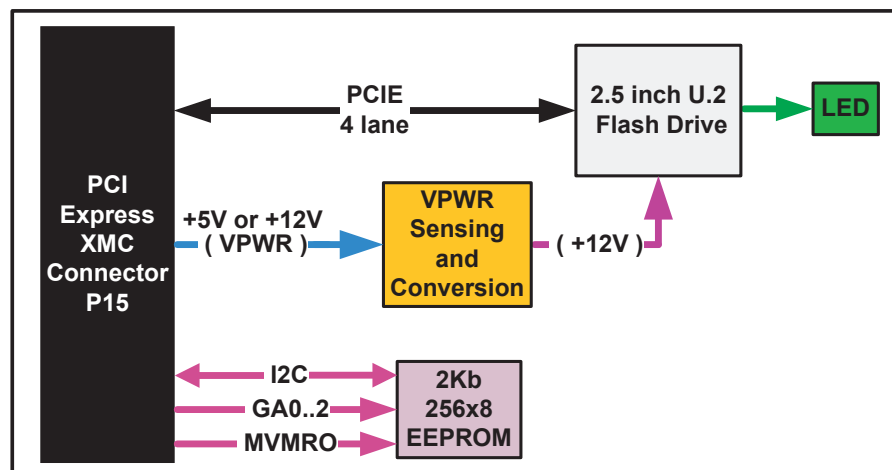 PCI
Express
XMC
Connector
P15
PCIE
4 lane
2.5 inch U.2
Flash Drive
LED
+5V or +12V
( VPWR )
VPWR
Sensing
and
Conversion
( +12V )
I2C
GA0..2
MVMRO
2Kb
256x8
EEPROM